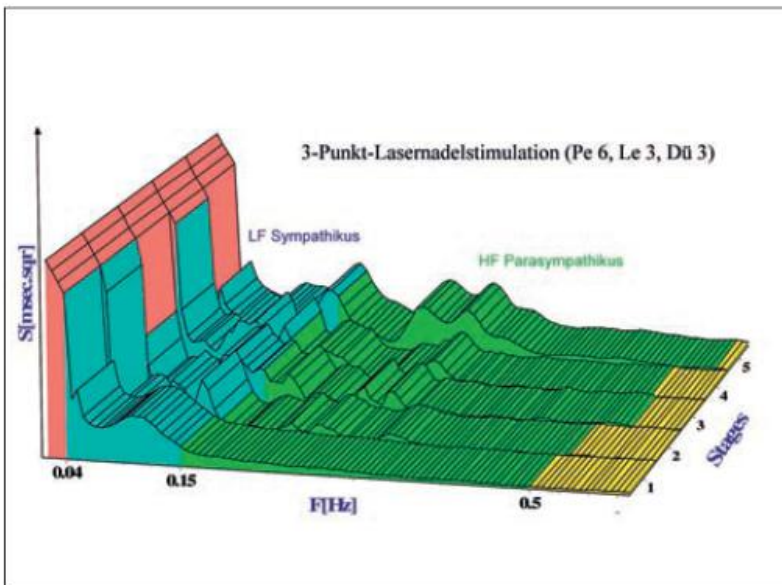 3-Punkt-Lasernadelstimulation (Pe 6, Le 3, Dü 3)
LF Sympathikus
HF Parasympathikus
S[msec.sqr]
0.04
0.15
F[Hz]
0.5
1
2
3
4
5
Stages